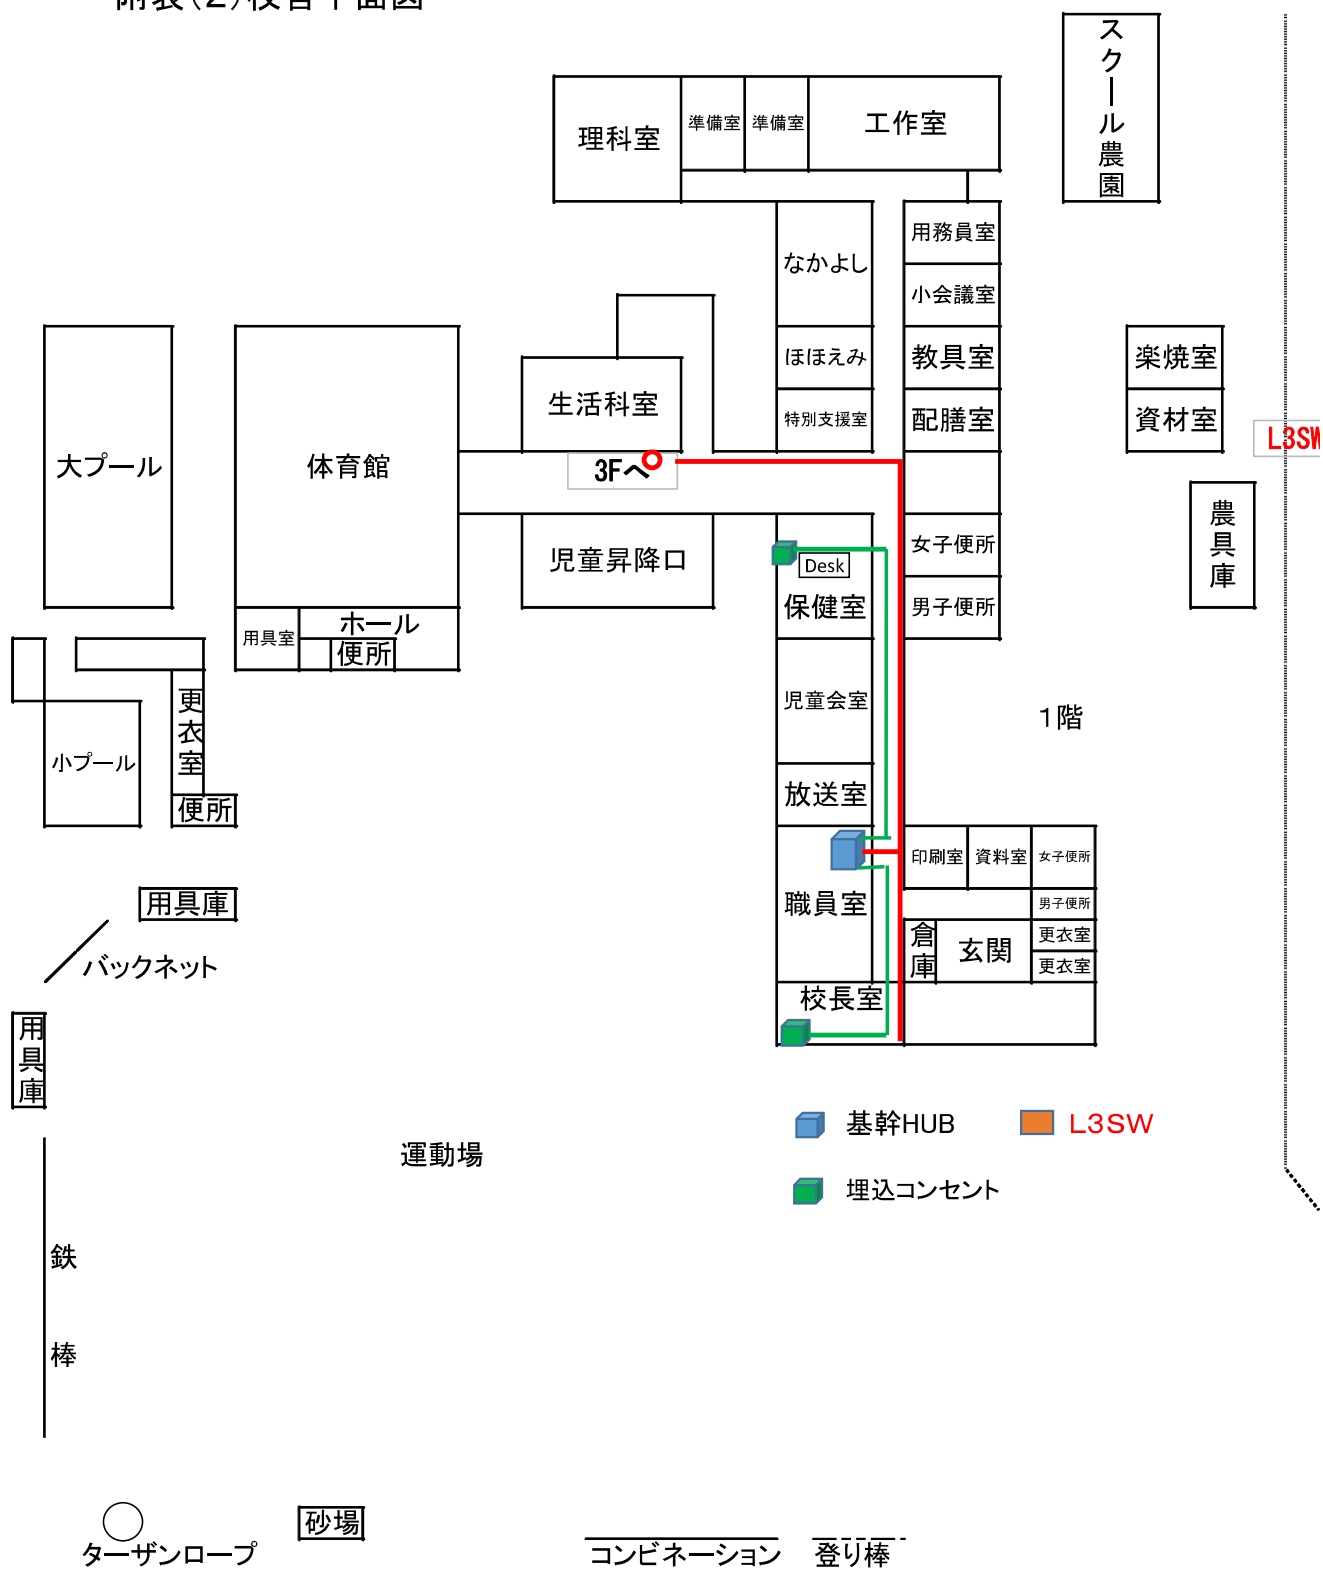 附表(2)校舎平面図
スクール農園
理科室
準備室
準備室
工作室
用務員室
なかよし
小会議室
ほほえみ
教具室
楽焼室
生活科室
特別支援室
配膳室
資材室
L3SW
大プール
体育館
3Fへ
農具庫
女子便所
児童昇降口
Desk
保健室
男子便所
用具室
ホール
便所
更衣室
児童会室
1階
小プール
放送室
便所
印刷室
資料室
女子便所
用具庫
職員室
男子便所
倉庫
玄関
更衣室
更衣室
バックネット
校長室
用具庫
基幹HUB
L3SW
運動場
埋込コンセント
鉄棒
砂場
ターザンロープ
コンビネーション
登り棒